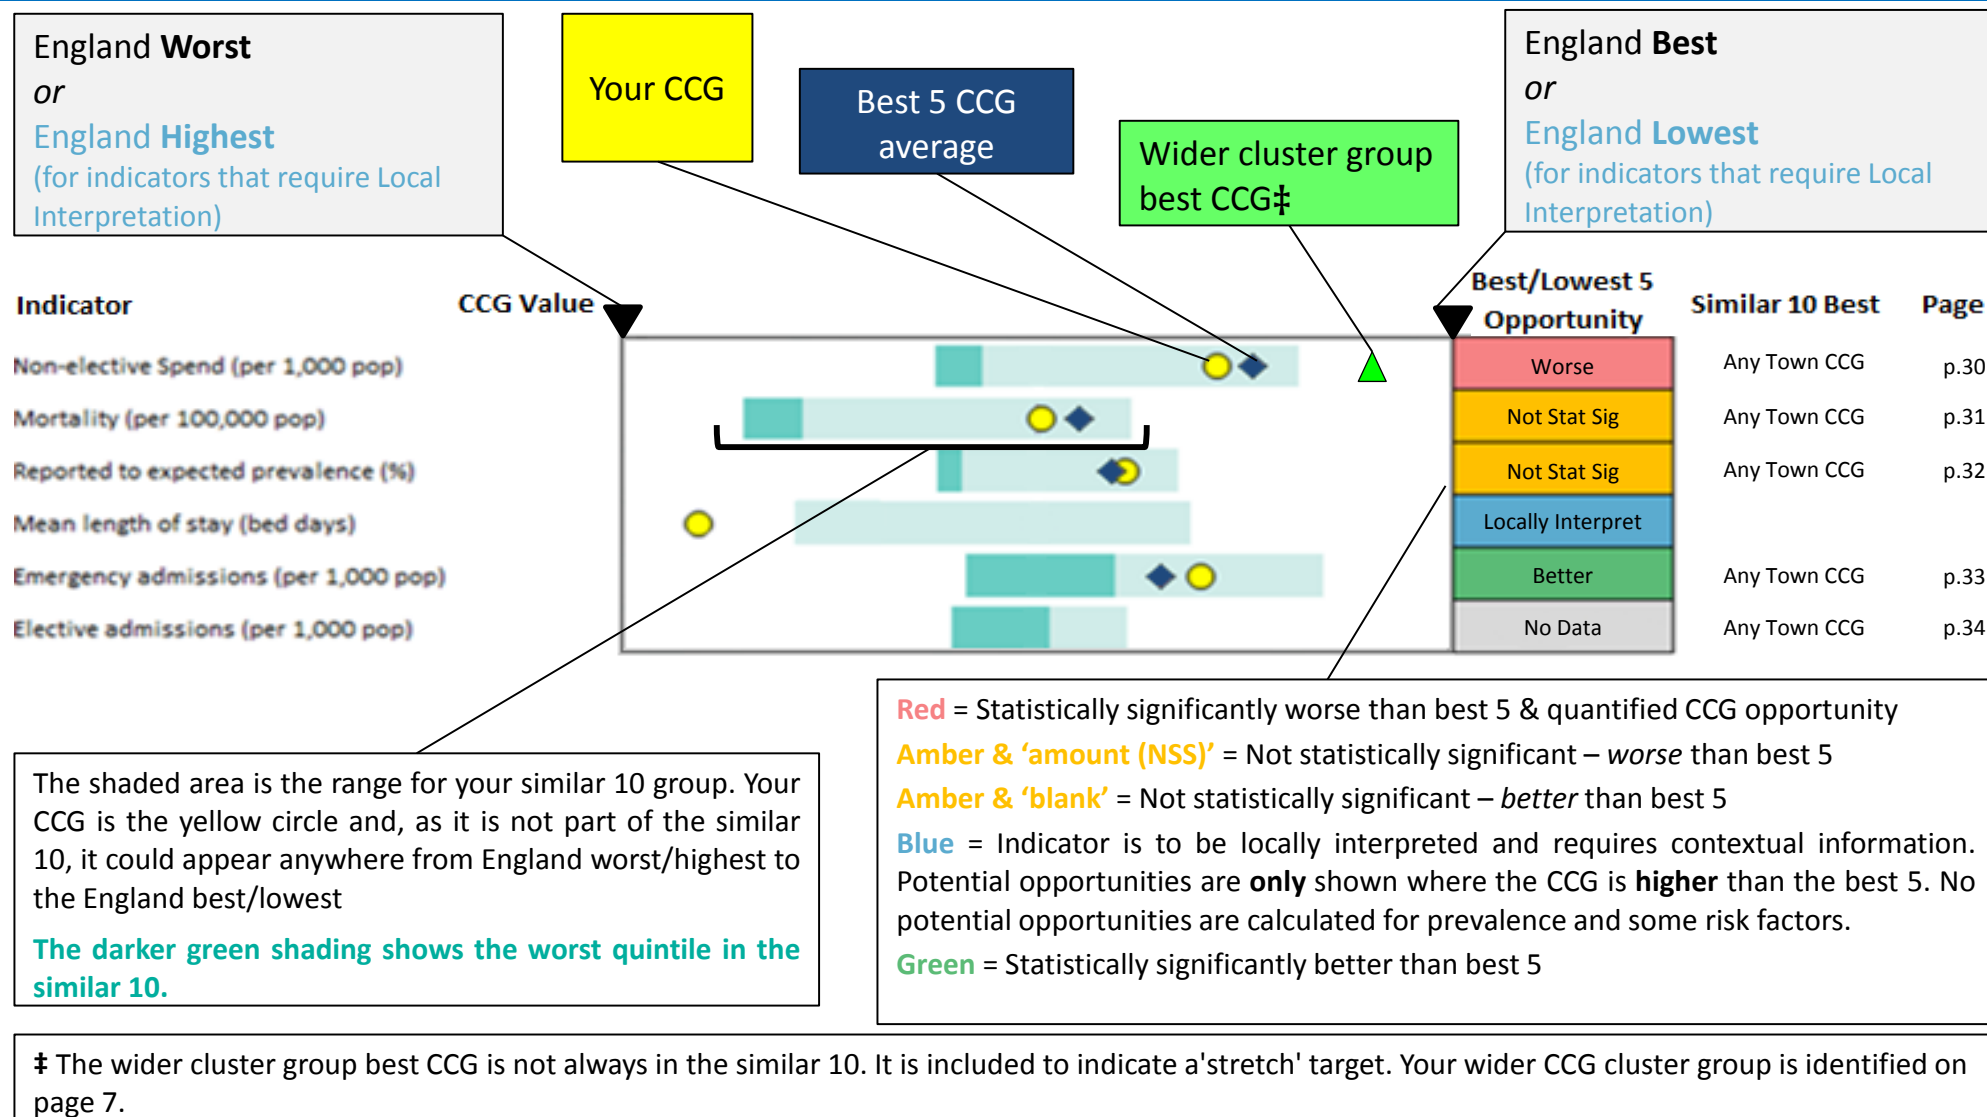 England Worst
or
England Highest
(for indicators that require Local
Interpretation)
Your CCG
Best 5 CCG
average
Wider cluster group
best CCG‡
England Best
or
England Lowest
(for indicators that require Local
Interpretation)
Indicator
CCG Value
Best/Lowest 5
Opportunity
Similar 10 Best
Page
Non-elective Spend (per 1,000 pop)
Worse
Any Town CCG
p.30
Mortality (per 100,000 pop)
Not Stat Sig
Any Town CCG
p.31
Reported to expected prevalence (%)
Not Stat Sig
Any Town CCG
p.32
Mean length of stay (bed days)
Locally Interpret
Emergency admissions (per 1,000 pop)
Better
Any Town CCG
p.33
Elective admissions (per 1,000 pop)
No Data
Any Town CCG
p.34
The shaded area is the range for your similar 10 group. Your
CCG is the yellow circle and, as it is not part of the similar
10, it could appear anywhere from England worst/highest to
the England best/lowest
The darker green shading shows the worst quintile in the
similar 10.
Red = Statistically significantly worse than best 5 & quantified CCG opportunity
Amber & ‘amount (NSS)’ = Not statistically significant – worse than best 5
Amber & ‘blank’ = Not statistically significant – better than best 5
Blue = Indicator is to be locally interpreted and requires contextual information.
Potential opportunities are only shown where the CCG is higher than the best 5. No
potential opportunities are calculated for prevalence and some risk factors.
Green = Statistically significantly better than best 5
‡ The wider cluster group best CCG is not always in the similar 10. It is included to indicate a'stretch' target. Your wider CCG cluster group is identified on
page 7.